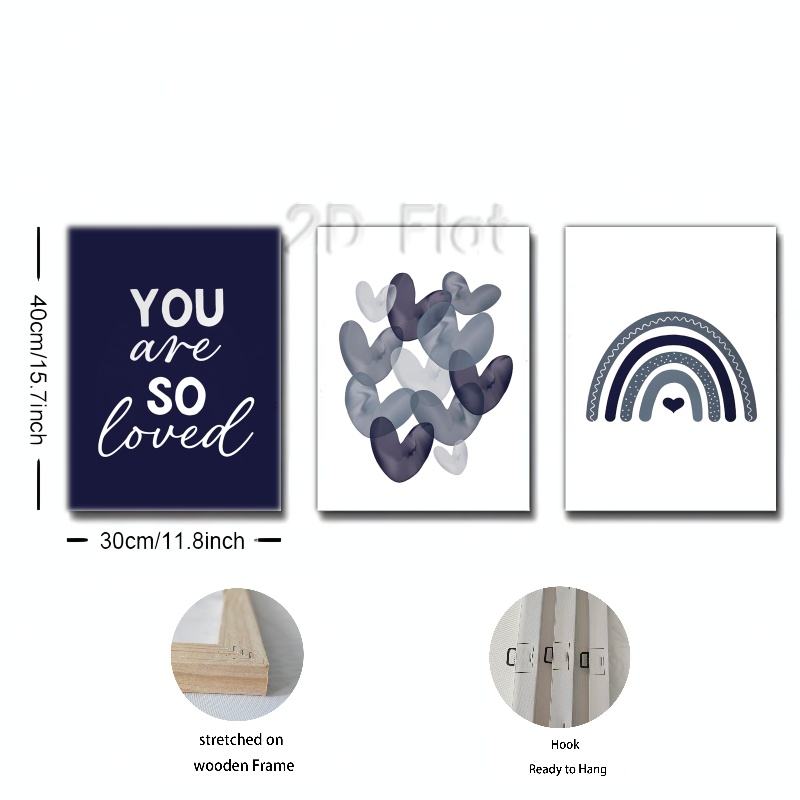 2D Flat
YOU
are
SO
loved
40cm/15.7inch
30cm/11.8inch
stretched on
wooden Frame
Hook
Ready to Hang